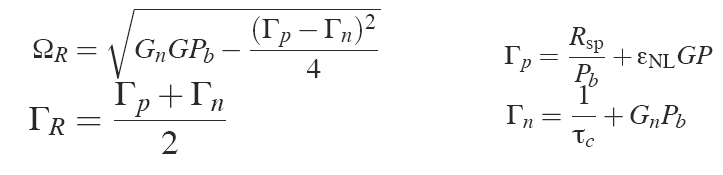 Ω_R = √(G_n G P_b − (Γ_p − Γ_n)² / 4)
Γ_R = (Γ_p + Γ_n) / 2
Γ_p = R_sp / P_b + ε_NL G P
Γ_n = 1 / τ_c + G_n P_b